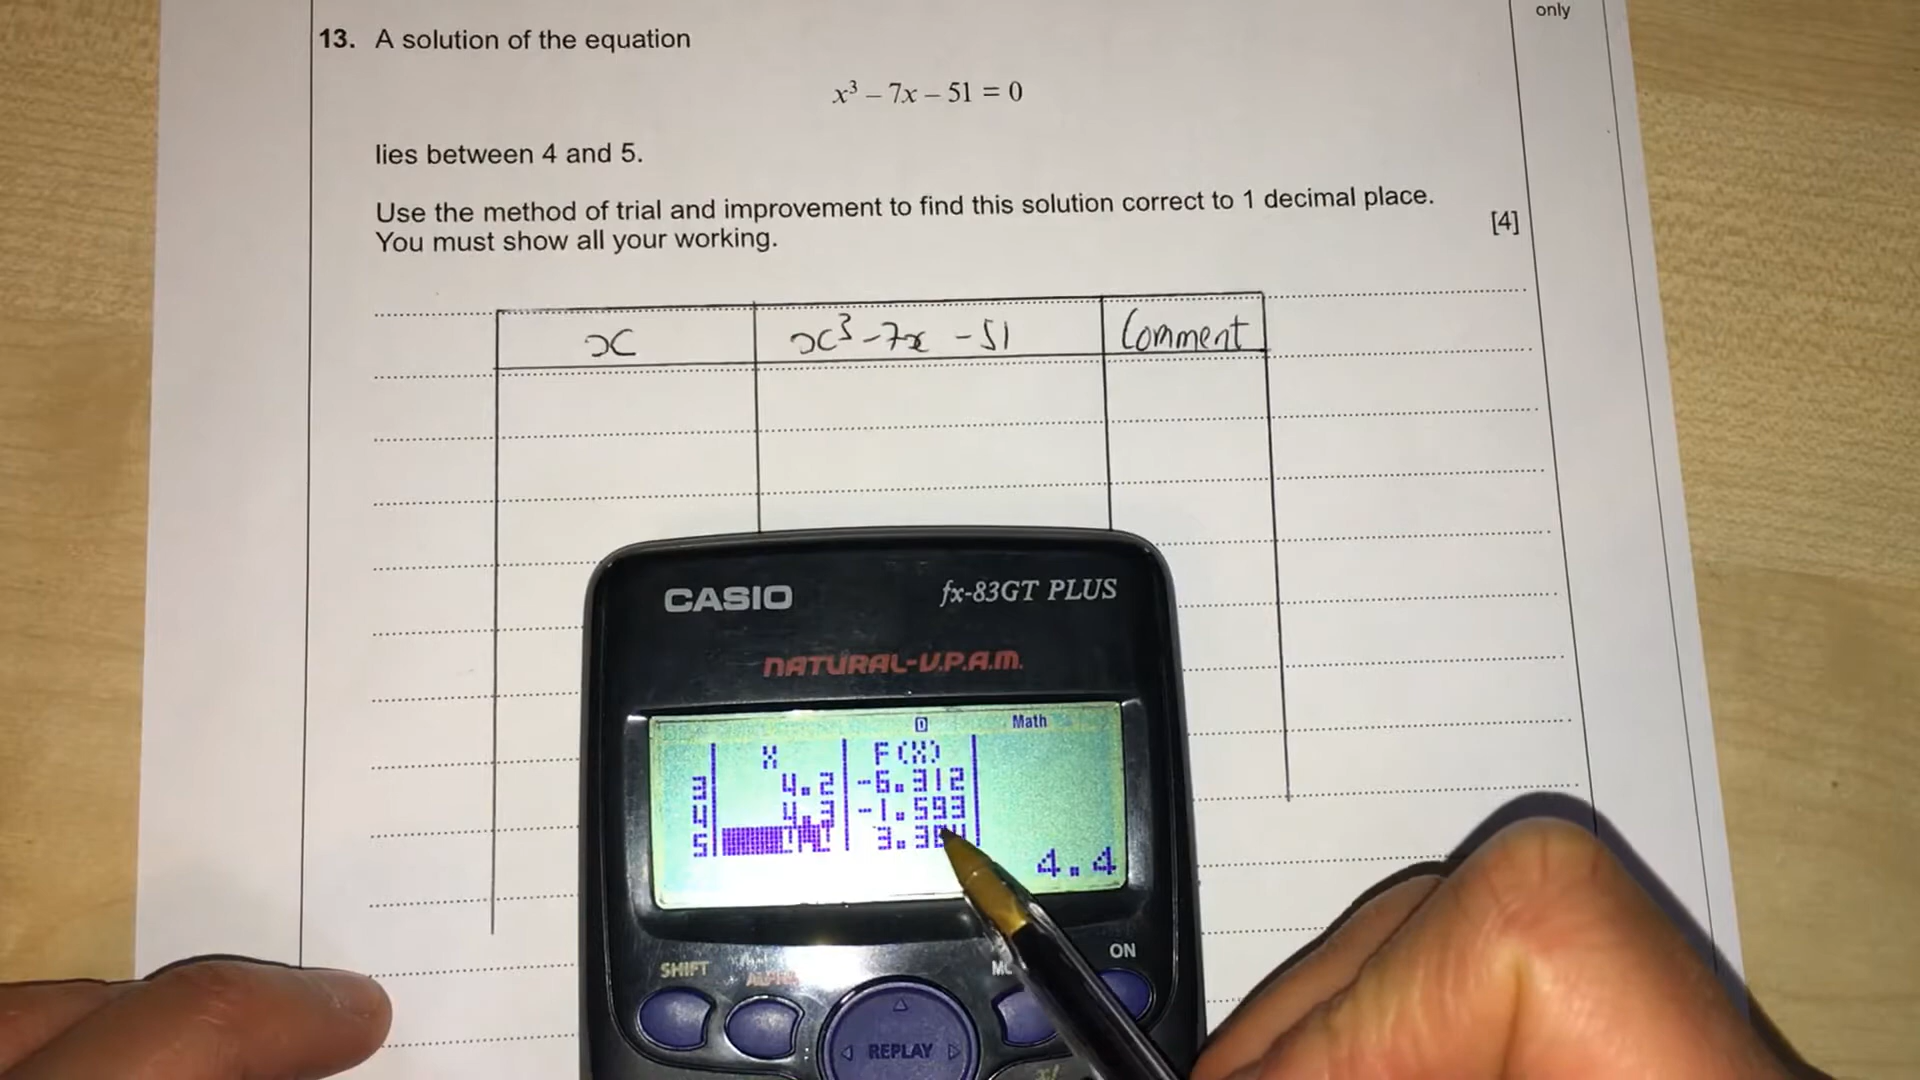 only
13. A solution of the equation
x³ – 7x – 51 = 0
lies between 4 and 5.
Use the method of trial and improvement to find this solution correct to 1 decimal place.
You must show all your working.
[4]
x x³ -7x -51 Comment
CASIO fx-83GT PLUS
NATURAL-V.P.A.M.
D Math
X F(X)
3 4.2 -6.312
4 4.3 -1.593
5
4.4
SHIFT ALPHA ON
REPLAY
x!